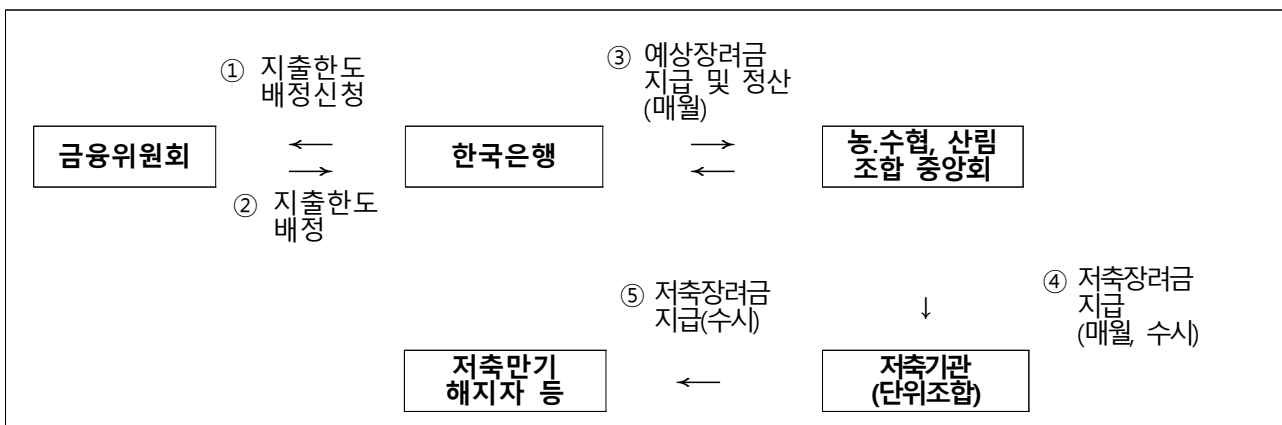 ① 지출한도
배정신청
③ 예상장려금
지급 및 정산
(매월)
금융위원회
←
→
한국은행
→
←
농.수협, 산림
조합 중앙회
② 지출한도
배정
⑤ 저축장려금
지급(수시)
↓
④ 저축장려금
지급
(매월, 수시)
저축만기
해지자 등
←
저축기관
(단위조합)